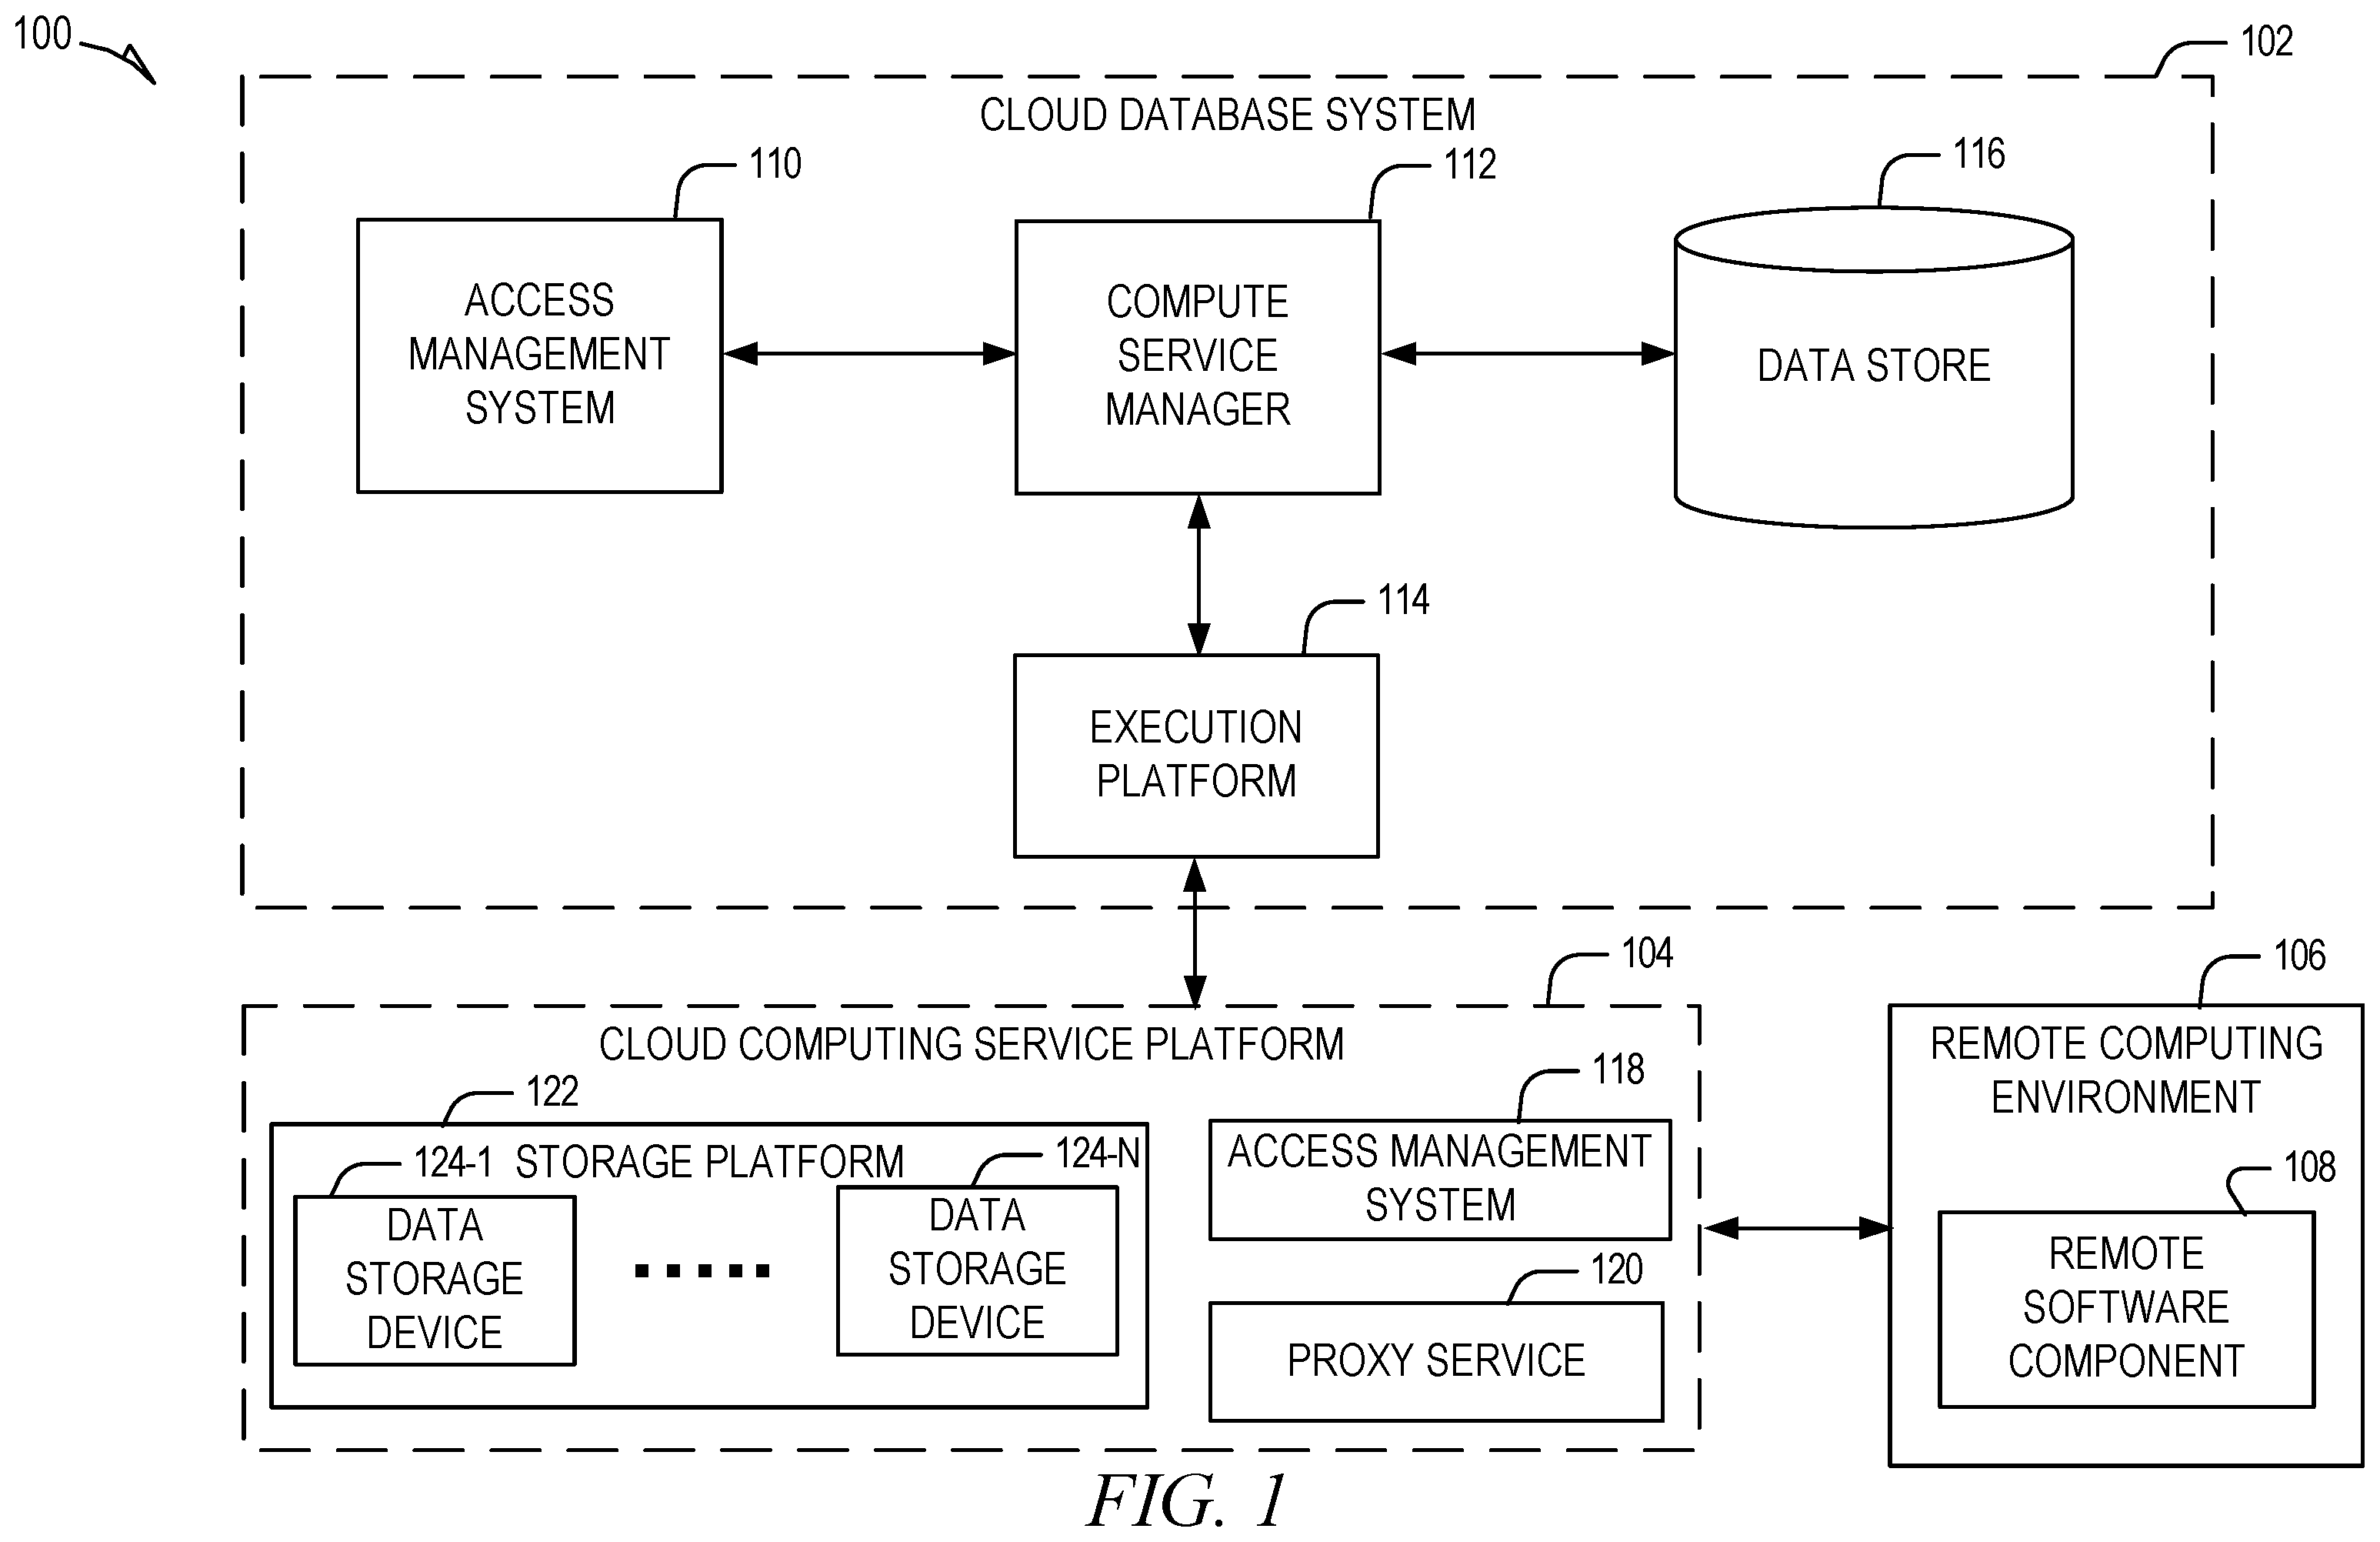 100
102
CLOUD DATABASE SYSTEM
110
112
116
ACCESS
MANAGEMENT
SYSTEM
COMPUTE
SERVICE
MANAGER
DATA STORE
114
EXECUTION
PLATFORM
104
106
CLOUD COMPUTING SERVICE PLATFORM
REMOTE COMPUTING
ENVIRONMENT
122
118
124-1 STORAGE PLATFORM
124-N
ACCESS MANAGEMENT
SYSTEM
108
DATA
STORAGE
DEVICE
DATA
STORAGE
DEVICE
120
PROXY SERVICE
REMOTE
SOFTWARE
COMPONENT
FIG. 1